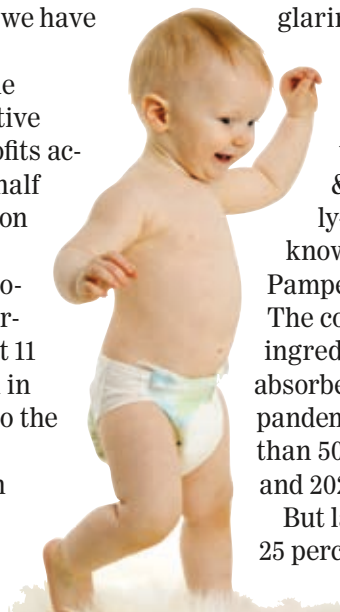 we have
e
tive
ofits ac-
half
on
o-
r-
t 11
in
o the
n
glarin
&
ly-
know
Pampe
The co
ingred
absorbe
pandem
than 50
and 202
But la
25 perc